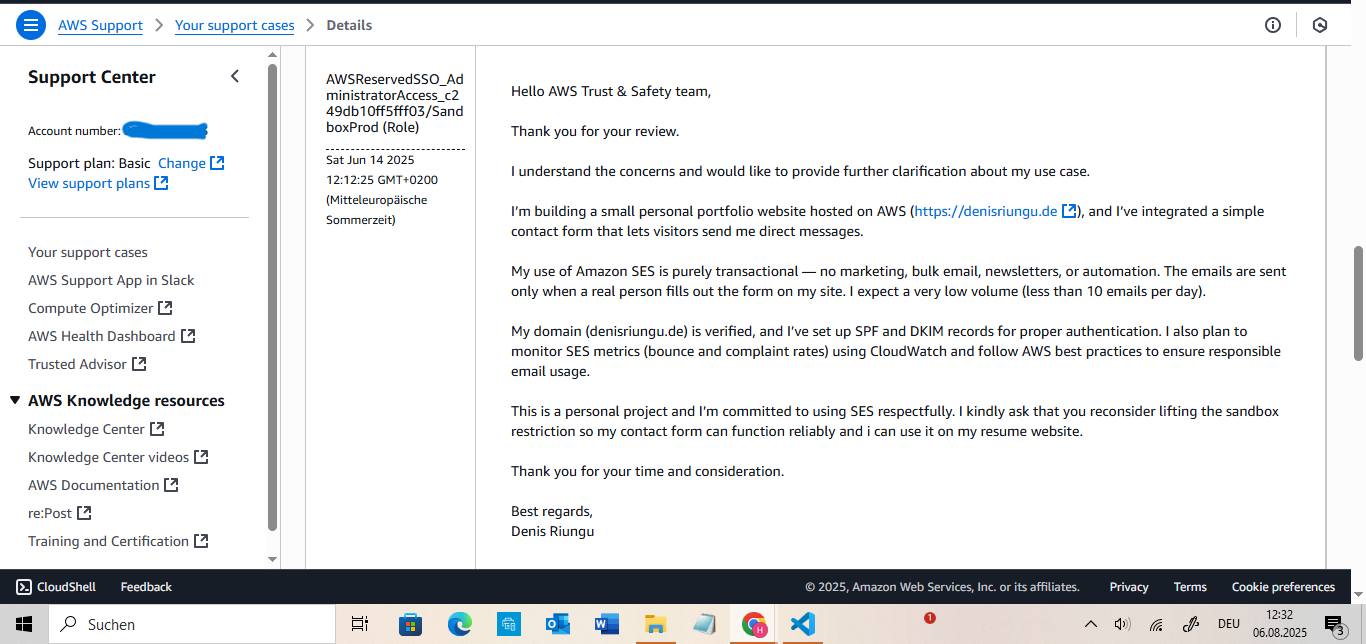 AWS Support
Your support cases
Details
Support Center
Account number:
Support plan: Basic Change
View support plans
Your support cases
AWS Support App in Slack
Compute Optimizer
AWS Health Dashboard
Trusted Advisor
AWS Knowledge resources
Knowledge Center
Knowledge Center videos
AWS Documentation
re:Post
Training and Certification
AWSReservedSSO_Ad
ministratorAccess_c2
49db10ff5fff03/Sand
boxProd (Role)
Sat Jun 14 2025
12:12:25 GMT+0200
(Mitteleuropäische
Sommerzeit)
Hello AWS Trust & Safety team,
Thank you for your review.
I understand the concerns and would like to provide further clarification about my use case.
I’m building a small personal portfolio website hosted on AWS (https://denisriungu.de), and I’ve integrated a simple
contact form that lets visitors send me direct messages.
My use of Amazon SES is purely transactional — no marketing, bulk email, newsletters, or automation. The emails are sent
only when a real person fills out the form on my site. I expect a very low volume (less than 10 emails per day).
My domain (denisriungu.de) is verified, and I’ve set up SPF and DKIM records for proper authentication. I also plan to
monitor SES metrics (bounce and complaint rates) using CloudWatch and follow AWS best practices to ensure responsible
email usage.
This is a personal project and I’m committed to using SES respectfully. I kindly ask that you reconsider lifting the sandbox
restriction so my contact form can function reliably and i can use it on my resume website.
Thank you for your time and consideration.
Best regards,
Denis Riungu
CloudShell
Feedback
© 2025, Amazon Web Services, Inc. or its affiliates.
Privacy
Terms
Cookie preferences
Suchen
1
DEU
12:32
06.08.2025
3